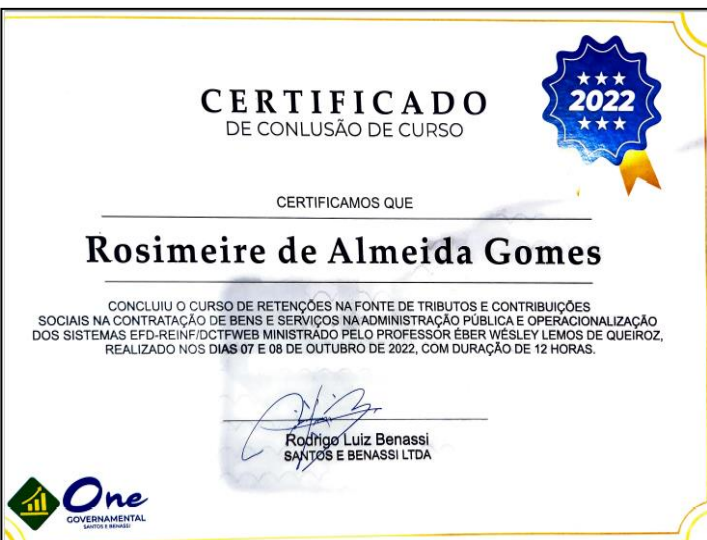 CERTIFICADO
DE CONLUSÃO DE CURSO
★★★
2022
★★★
CERTIFICAMOS QUE
Rosimeire de Almeida Gomes
CONCLUIU O CURSO DE RETENÇÕES NA FONTE DE TRIBUTOS E CONTRIBUIÇÕES
SOCIAIS NA CONTRATAÇÃO DE BENS E SERVIÇOS NA ADMINISTRAÇÃO PÚBLICA E OPERACIONALIZAÇÃO
DOS SISTEMAS EFD-REINF/DCTFWEB MINISTRADO PELO PROFESSOR ÉBER WÉSLEY LEMOS DE QUEIROZ,
REALIZADO NOS DIAS 07 E 08 DE OUTUBRO DE 2022, COM DURAÇÃO DE 12 HORAS.
Rodrigo Luiz Benassi
SANTOS E BENASSI LTDA
One
GOVERNAMENTAL
SANTOS E BENASSI